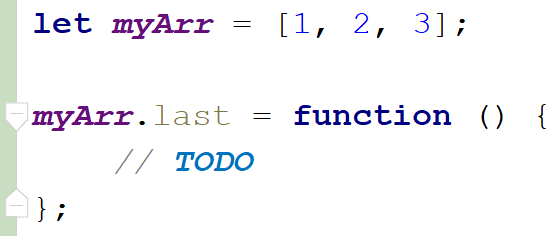 let myArr = [1, 2, 3];
myArr.last = function () {
// TODO
};